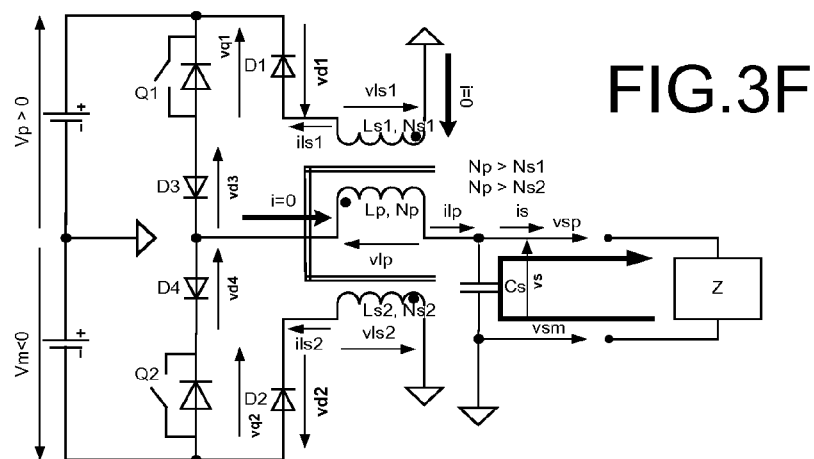 FIG.3F
Vp > 0
+
−
Q1
vq1
D1
vd1
vls1
ils1
Ls1, Ns1
i=0
D3
vd3
i=0
Np > Ns1
Np > Ns2
Lp, Np
ilp
is
vsp
vlp
D4
vd4
Cs
vs
Z
Ls2, Ns2
vsm
ils2
vls2
Vm<0
+
−
Q2
vq2
D2
vd2